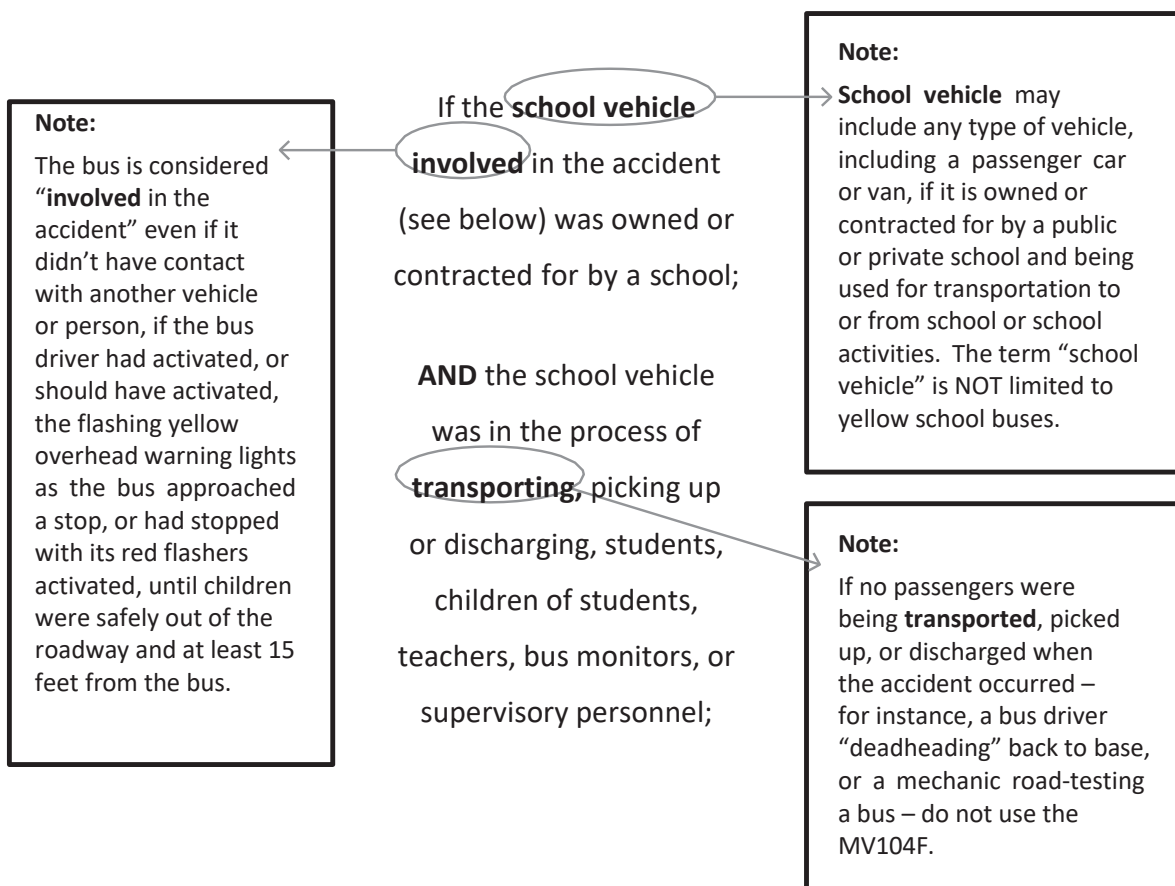 Note:
The bus is considered
“involved in the
accident” even if it
didn’t have contact
with another vehicle
or person, if the bus
driver had activated, or
should have activated,
the flashing yellow
overhead warning lights
as the bus approached
a stop, or had stopped
with its red flashers
activated, until children
were safely out of the
roadway and at least 15
feet from the bus.
If the school vehicle
involved in the accident
(see below) was owned or
contracted for by a school;
AND the school vehicle
was in the process of
transporting, picking up
or discharging, students,
children of students,
teachers, bus monitors, or
supervisory personnel;
Note:
School vehicle may
include any type of vehicle,
including a passenger car
or van, if it is owned or
contracted for by a public
or private school and being
used for transportation to
or from school or school
activities. The term “school
vehicle” is NOT limited to
yellow school buses.
Note:
If no passengers were
being transported, picked
up, or discharged when
the accident occurred –
for instance, a bus driver
“deadheading” back to base,
or a mechanic road-testing
a bus – do not use the
MV104F.